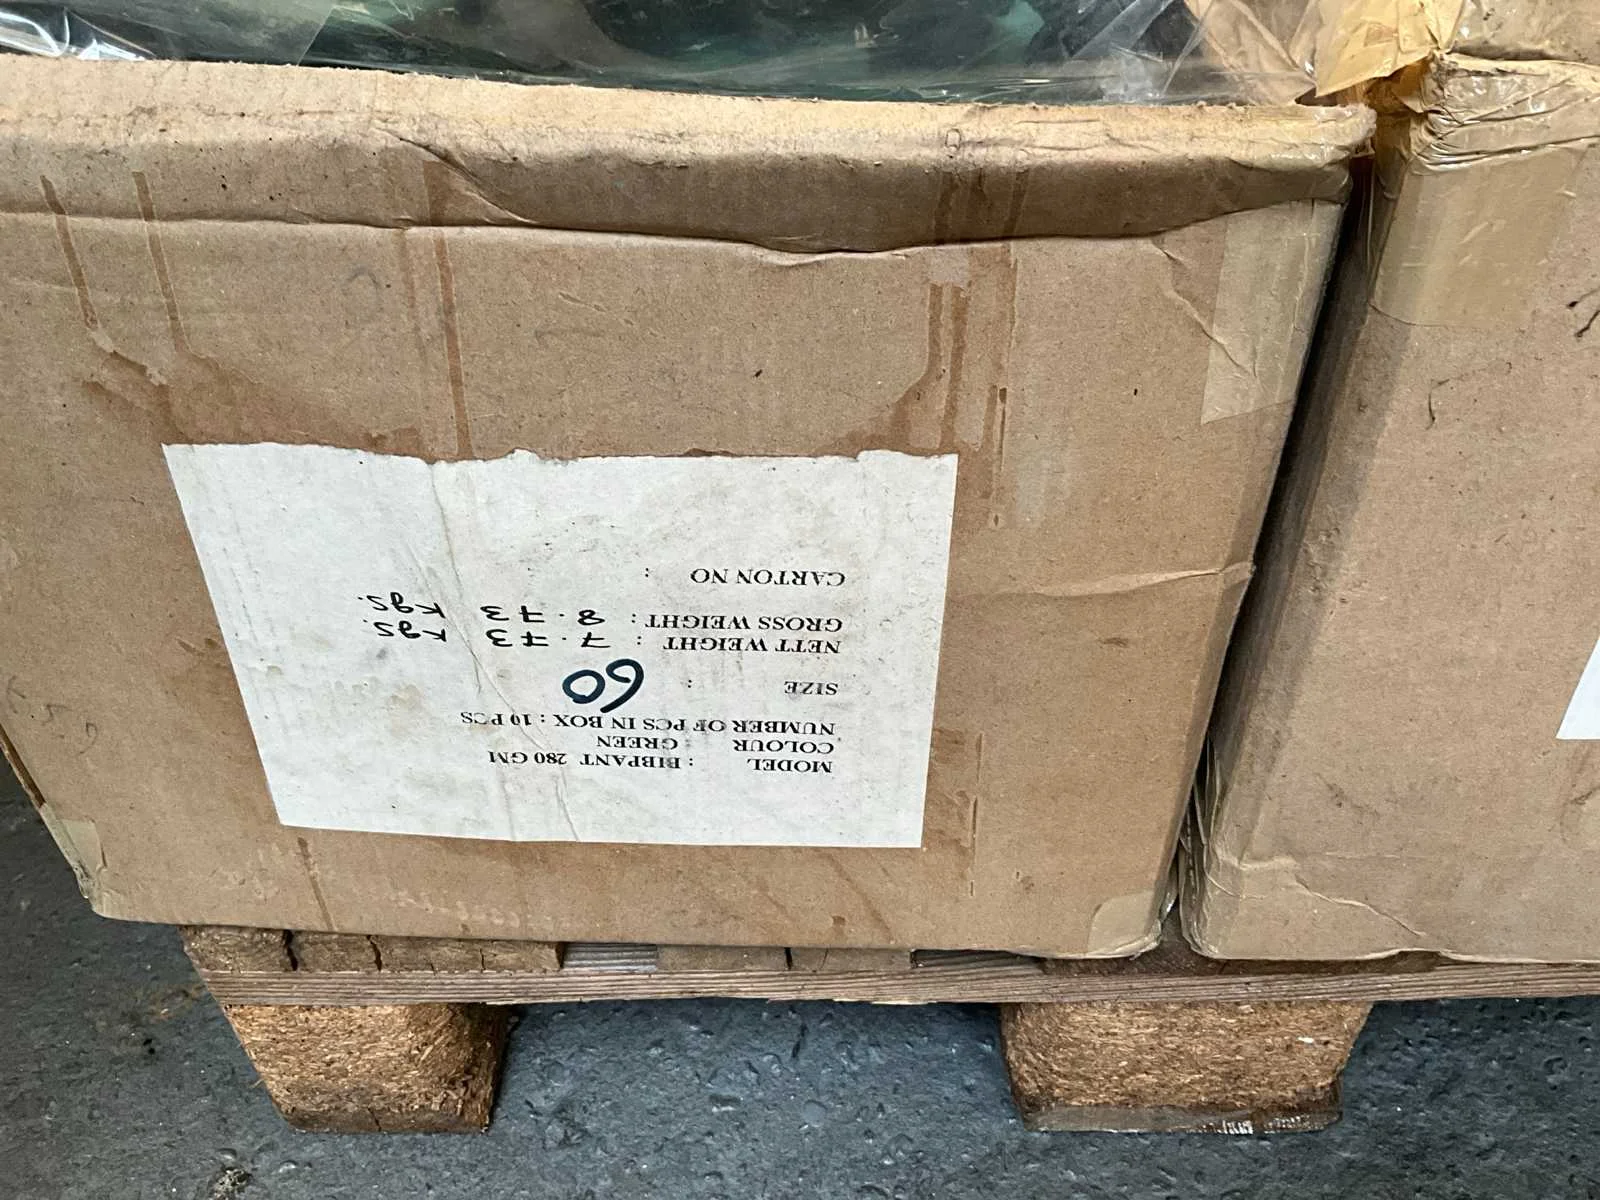 MODEL : BIBPANT 280 GM
COLOUR : GREEN
NUMBER OF PCS IN BOX : 10 PCS
SIZE : 60
NETT WEIGHT : 7.73 kgs.
GROSS WEIGHT : 8.73 kgs.
CARTON NO :